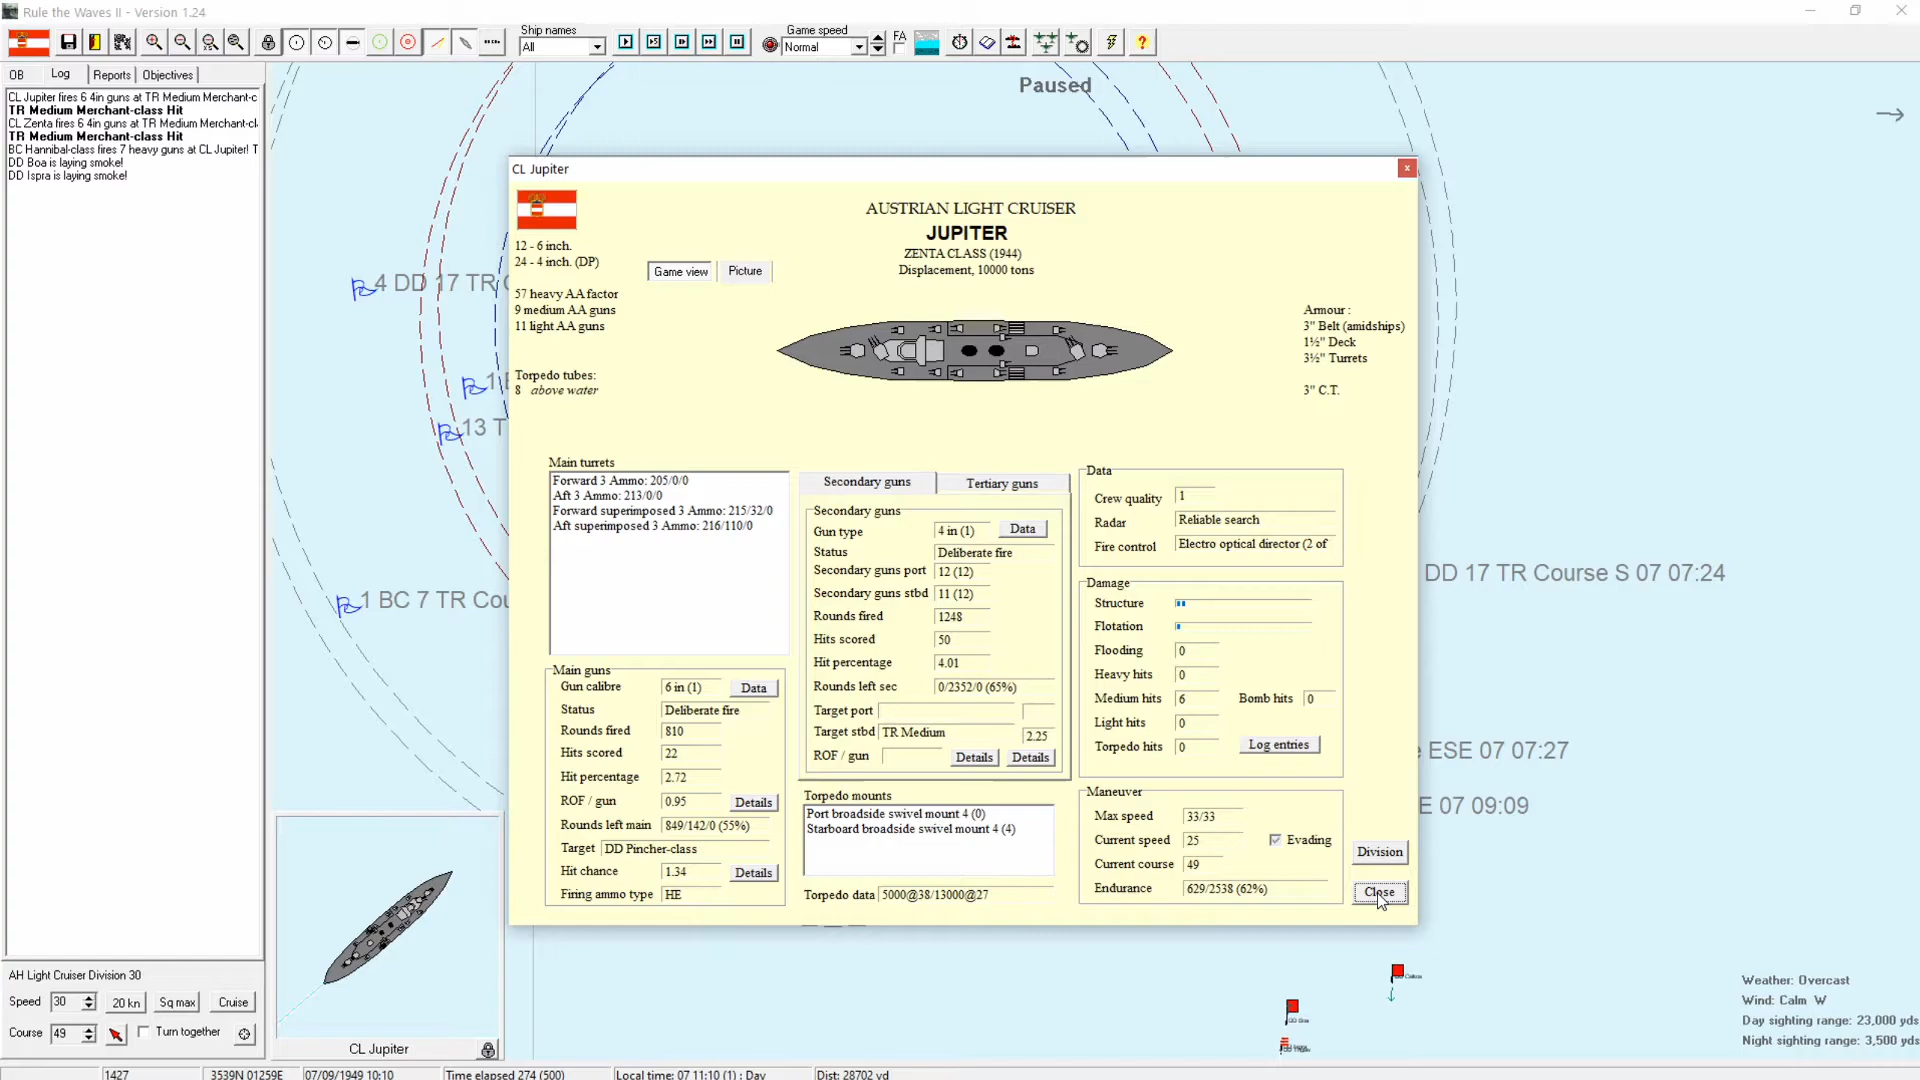 Rule the Waves II - Version 1.24
Ship names
All
Game speed
Normal
FA
OB
Log
Reports
Objectives
Paused
CL Jupiter fires 6 4in guns at TR Medium Merchant-c
TR Medium Merchant-class Hit
CL Zenta fires 6 4in guns at TR Medium Merchant-cl
TR Medium Merchant-class Hit
BC Hannibal-class fires 7 heavy guns at CL Jupiter! T
DD Boa is laying smoke!
DD Ispra is laying smoke!
4 DD 17 TR C
13 T
1 BC 7 TR Cou
DD 17 TR Course S 07 07:24
ESE 07 07:27
E 07 09:09
CL Jupiter
AUSTRIAN LIGHT CRUISER
JUPITER
ZENTA CLASS (1944)
Displacement, 10000 tons
12 - 6 inch.
24 - 4 inch. (DP)
57 heavy AA factor
9 medium AA guns
11 light AA guns
Torpedo tubes:
8 above water
Game view
Picture
Armour :
3" Belt (amidships)
1½" Deck
3½" Turrets
3" C.T.
Main turrets
Forward 3 Ammo: 205/0/0
Aft 3 Ammo: 213/0/0
Forward superimposed 3 Ammo: 215/32/0
Aft superimposed 3 Ammo: 216/110/0
Main guns
Gun calibre 6 in (1) Data
Status Deliberate fire
Rounds fired 810
Hits scored 22
Hit percentage 2.72
ROF / gun 0.95 Details
Rounds left main 849/142/0 (55%)
Target DD Pincher-class
Hit chance 1.34 Details
Firing ammo type HE
Secondary guns
Tertiary guns
Secondary guns
Gun type 4 in (1) Data
Status Deliberate fire
Secondary guns port 12 (12)
Secondary guns stbd 11 (12)
Rounds fired 1248
Hits scored 50
Hit percentage 4.01
Rounds left sec 0/2352/0 (65%)
Target port
Target stbd TR Medium 2.25
ROF / gun Details Details
Torpedo mounts
Port broadside swivel mount 4 (0)
Starboard broadside swivel mount 4 (4)
Torpedo data 5000@38/13000@27
Data
Crew quality 1
Radar Reliable search
Fire control Electro optical director (2 of
Damage
Structure
Flotation
Flooding 0
Heavy hits 0
Medium hits 6 Bomb hits 0
Light hits 0
Torpedo hits 0 Log entries
Maneuver
Max speed 33/33
Current speed 25 Evading
Current course 49
Endurance 629/2538 (62%)
Division
Close
AH Light Cruiser Division 30
Speed 30 20 kn Sq max Cruise
Course 49 Turn together
CL Jupiter
Weather: Overcast
Wind: Calm W
Day sighting range: 23,000 yds
Night sighting range: 3,500 yds
1427 3539N 01259E 07/09/1949 10:10 Time elapsed 274 (500) Local time: 07 11:10 (1) : Day Dist: 28702 yd